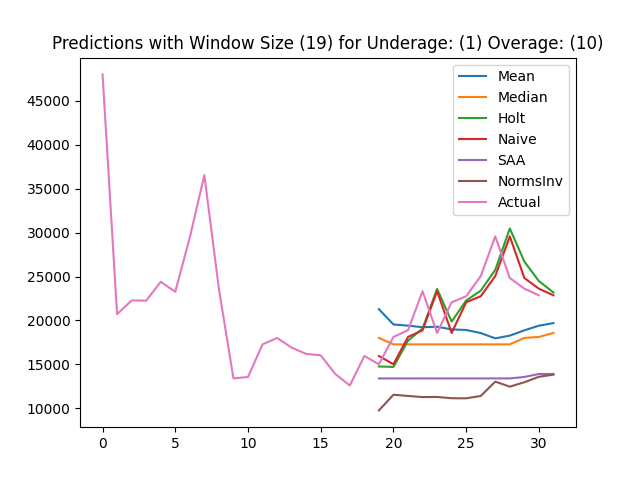 Predictions with Window Size (19) for Underage: (1) Overage: (10)
Mean
Median
Holt
Naive
SAA
NormsInv
Actual
45000
40000
35000
30000
25000
20000
15000
10000
0 5 10 15 20 25 30